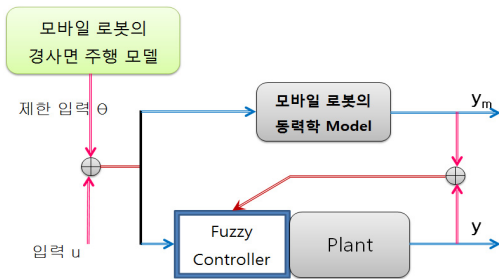 모바일 로봇의
경사면 주행 모델
제한 입력 Θ
모바일 로봇의
동력학 Model
ym
입력 u
Fuzzy
Controller
Plant
y